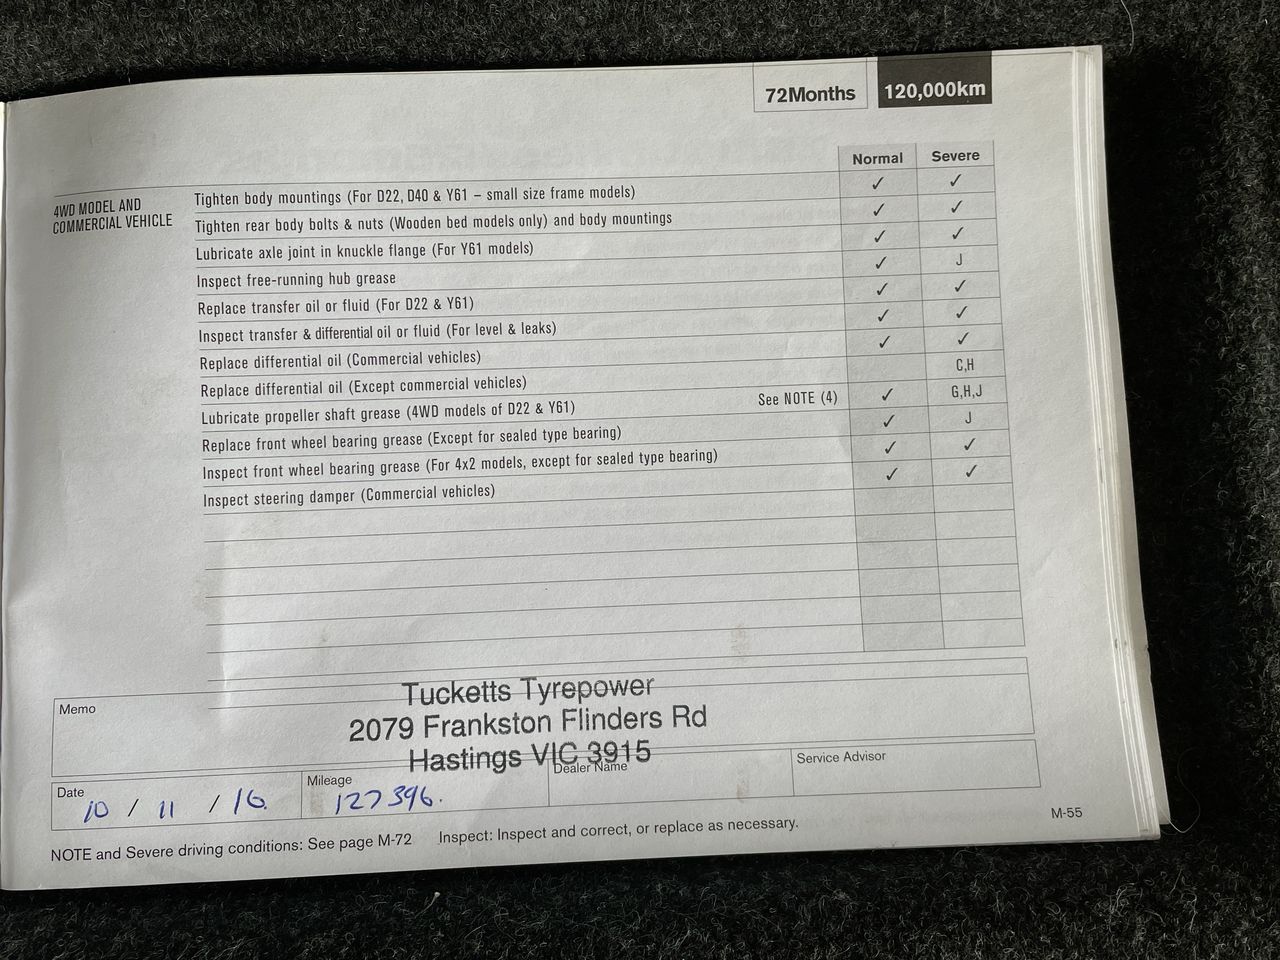 72Months 120,000km
Normal Severe
4WD MODEL AND
COMMERCIAL VEHICLE
Tighten body mountings (For D22, D40 & Y61 – small size frame models) ✓ ✓
Tighten rear body bolts & nuts (Wooden bed models only) and body mountings ✓ ✓
Lubricate axle joint in knuckle flange (For Y61 models) ✓ ✓
Inspect free-running hub grease ✓ J
Replace transfer oil or fluid (For D22 & Y61) ✓ ✓
Inspect transfer & differential oil or fluid (For level & leaks) ✓ ✓
Replace differential oil (Commercial vehicles) ✓ ✓
Replace differential oil (Except commercial vehicles) C,H
Lubricate propeller shaft grease (4WD models of D22 & Y61) See NOTE (4) ✓ G,H,J
Replace front wheel bearing grease (Except for sealed type bearing) ✓ J
Inspect front wheel bearing grease (For 4x2 models, except for sealed type bearing) ✓ ✓
Inspect steering damper (Commercial vehicles) ✓ ✓
Memo
Tucketts Tyrepower
2079 Frankston Flinders Rd
Hastings VIC 3915
Date 10 / 11 / 16
Mileage 127396.
Dealer Name
Service Advisor
NOTE and Severe driving conditions: See page M-72 Inspect: Inspect and correct, or replace as necessary.
M-55